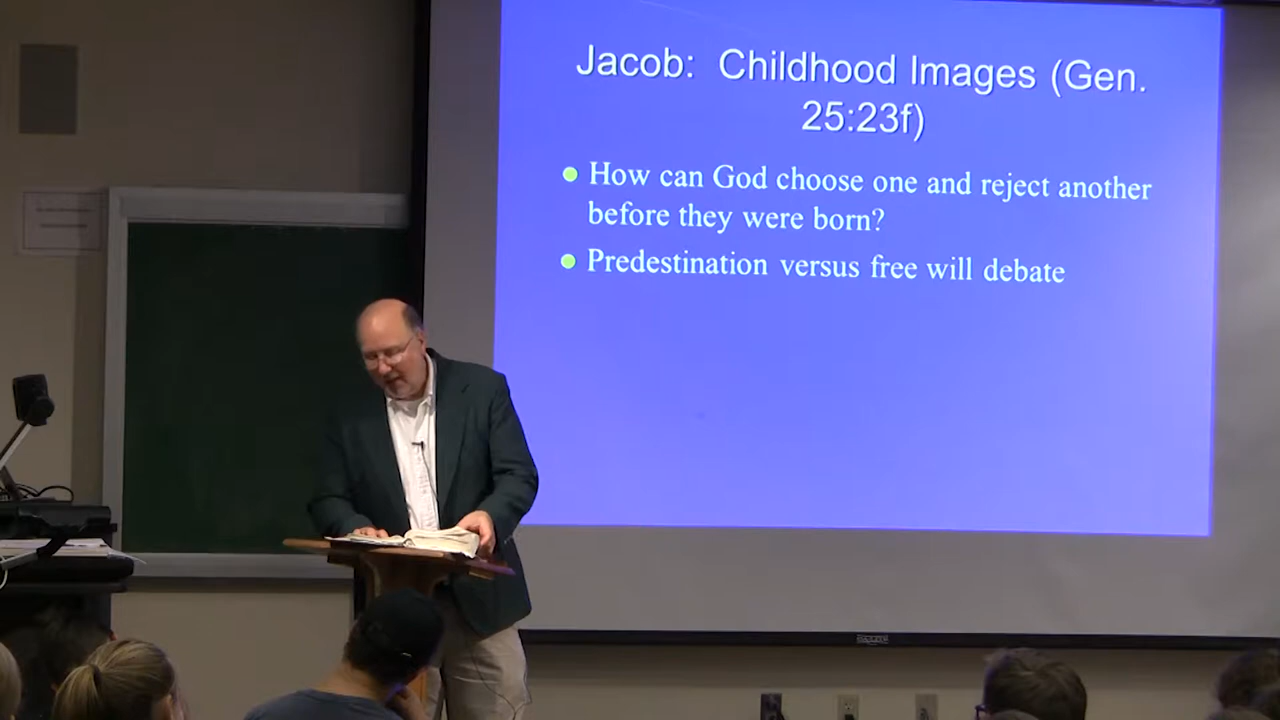 Jacob: Childhood Images (Gen.
25:23f)
How can God choose one and reject another
before they were born?
Predestination versus free will debate